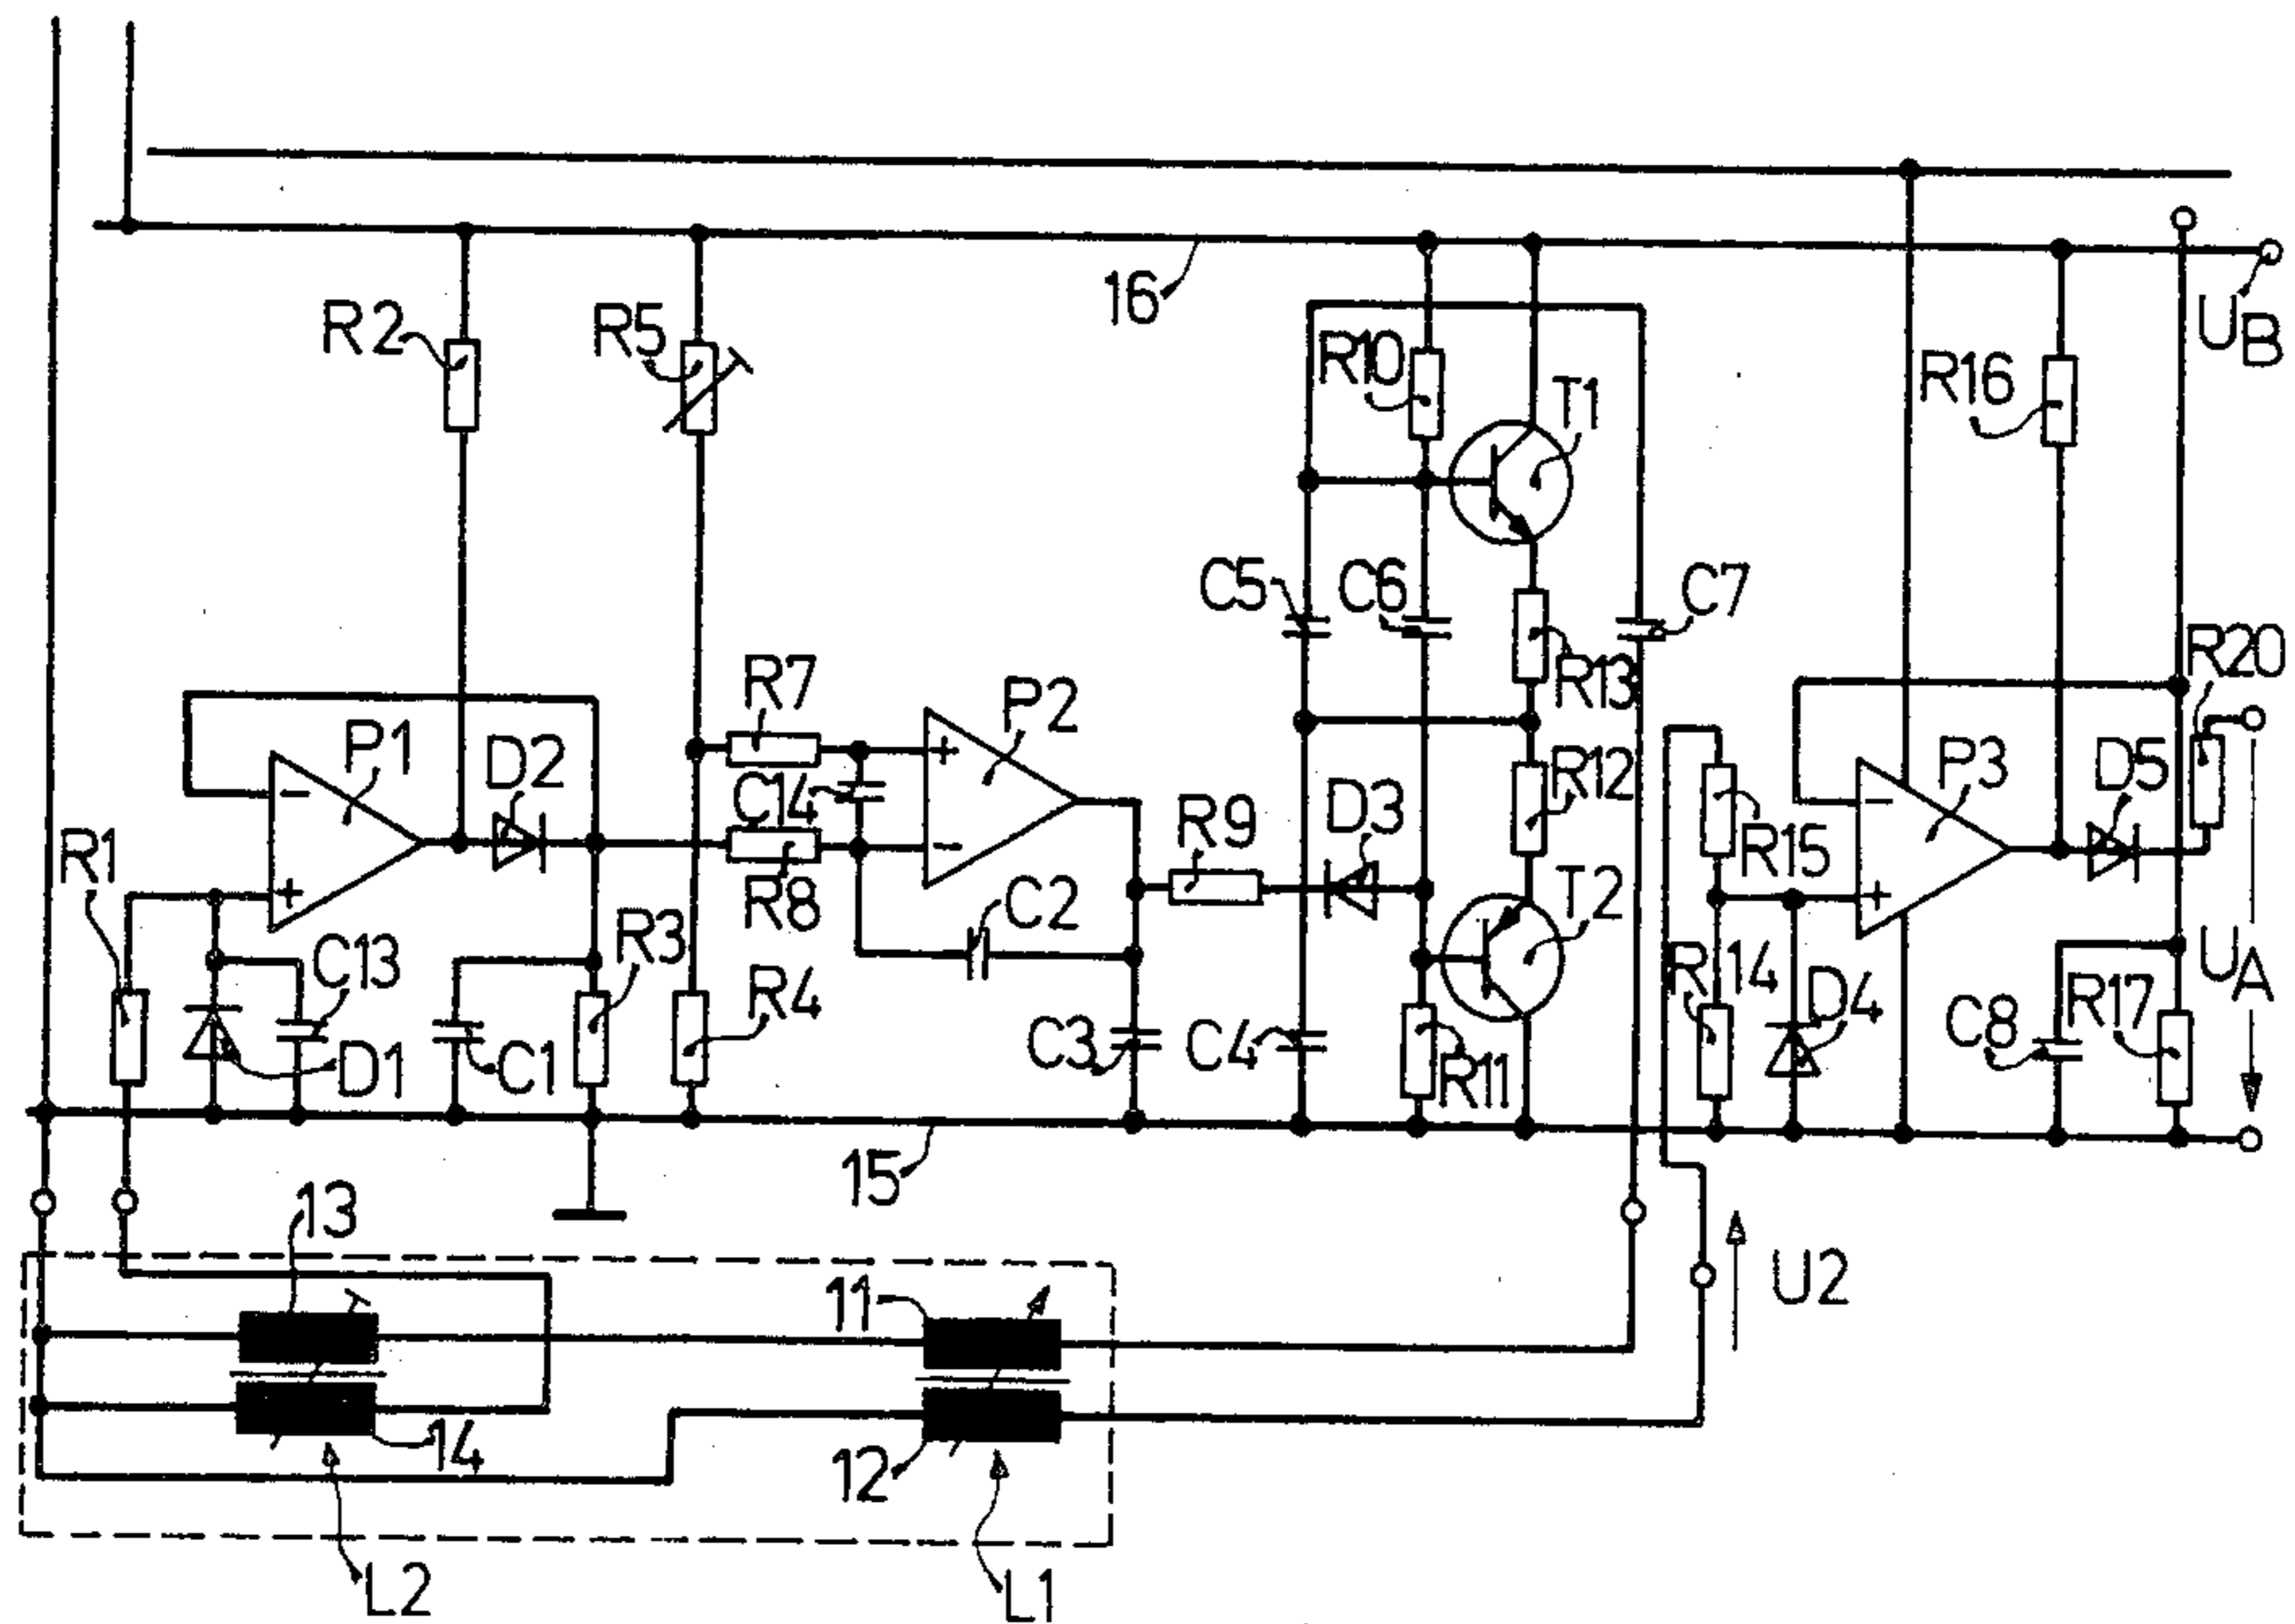 16
UB
R2
R5
R10
T1
R16
C5
C6
C7
R13
R20
R7
P2
P1
D2
C14
R12
P3
D5
R1
R9
D3
R15
R8
C2
T2
R3
C13
R4
R14
UA
D4
C8
R17
D1
C1
C3
C4
R11
15
13
U2
11
14
12
L2
L1
-
+
+
-
-
+